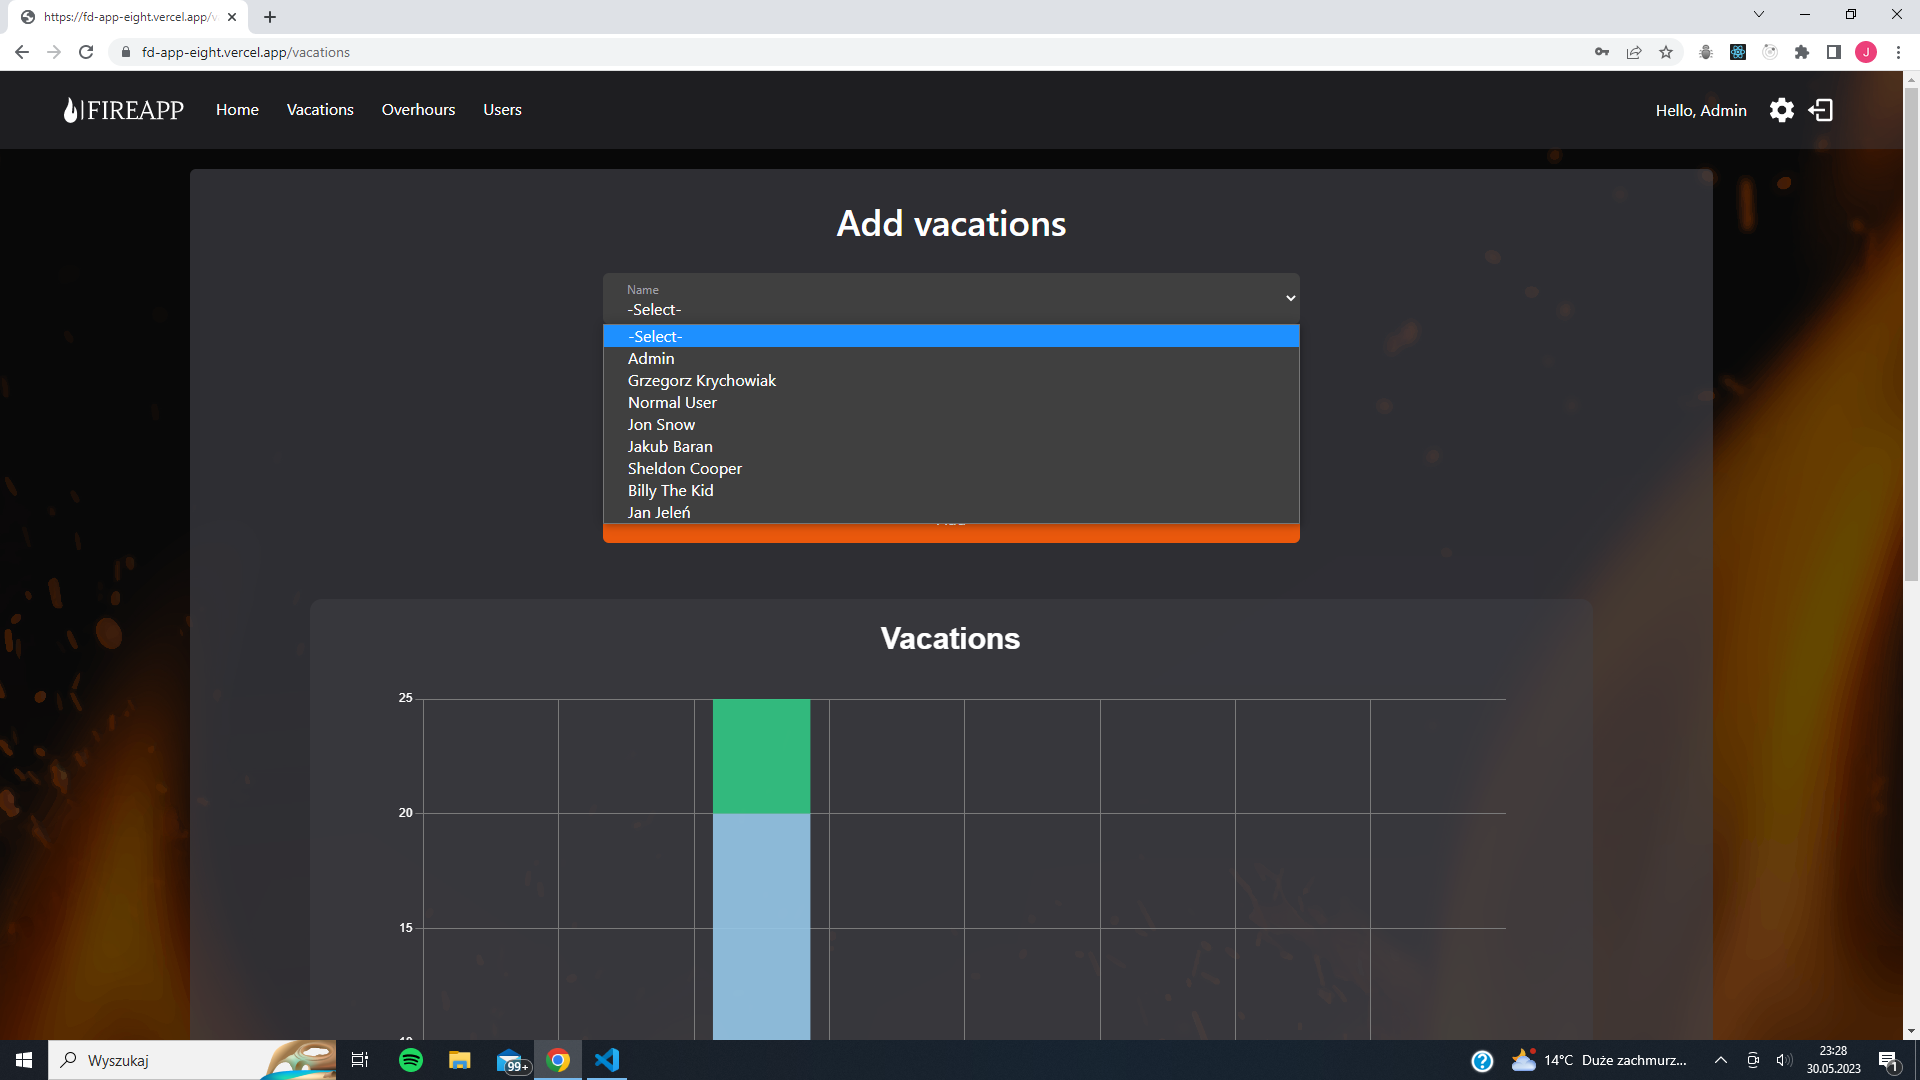 https://fd-app-eight.vercel.app/v
fd-app-eight.vercel.app/vacations
J
FIREAPP
Home
Vacations
Overhours
Users
Hello, Admin
Add vacations
Name
-Select-
-Select-
Admin
Grzegorz Krychowiak
Normal User
Jon Snow
Jakub Baran
Sheldon Cooper
Billy The Kid
Jan Jeleń
Vacations
25
20
15
Wyszukaj
99+
14°C Duże zachmurz...
23:28
30.05.2023
1